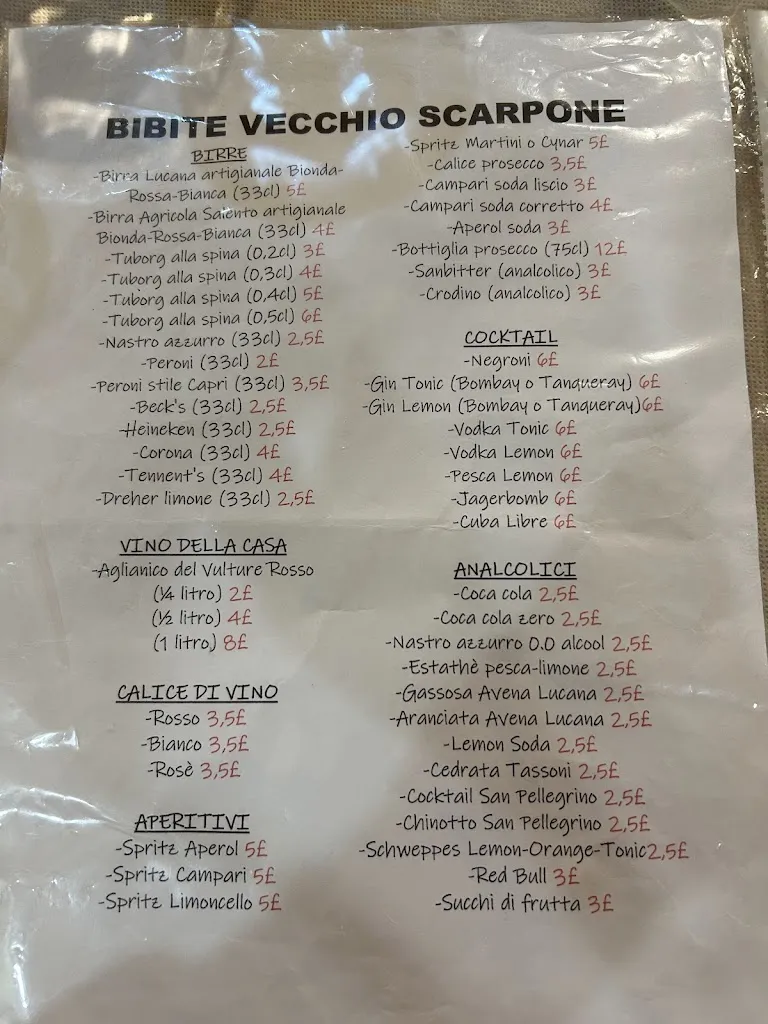 BIBITE VECCHIO SCARPONE
BIRRE
-Birra Lucana artigianale Bionda-
Rossa-Bianca (33cl) 5£
-Birra Agricola Salento artigianale
Bionda-Rossa-Bianca (33cl) 4£
-Tuborg alla spina (0,2cl) 3£
-Tuborg alla spina (0,3cl) 4£
-Tuborg alla spina (0,4cl) 5£
-Tuborg alla spina (0,5cl) 6£
-Nastro azzurro (33cl) 2,5£
-Peroni (33cl) 2£
-Peroni stile Capri (33cl) 3,5£
-Beck's (33cl) 2,5£
-Heineken (33cl) 2,5£
-Corona (33cl) 4£
-Tennent's (33cl) 4£
-Dreher limone (33cl) 2,5£
VINO DELLA CASA
-Aglianico del Vulture Rosso
(¼ litro) 2£
(½ litro) 4£
(1 litro) 8£
CALICE DI VINO
-Rosso 3,5£
-Bianco 3,5£
-Rosè 3,5£
APERITIVI
-Spritz Aperol 5£
-Spritz Campari 5£
-Spritz Limoncello 5£
-Spritz Martini o Cynar 5£
-Calice prosecco 3,5£
-Campari soda liscio 3£
-Campari soda corretto 4£
-Aperol soda 3£
-Bottiglia prosecco (75cl) 12£
-Sanbitter (analcolico) 3£
-Crodino (analcolico) 3£
COCKTAIL
-Negroni 6£
-Gin Tonic (Bombay o Tanqueray) 6£
-Gin Lemon (Bombay o Tanqueray)6£
-Vodka Tonic 6£
-Vodka Lemon 6£
-Pesca Lemon 6£
-Jagerbomb 6£
-Cuba Libre 6£
ANALCOLICI
-Coca cola 2,5£
-Coca cola zero 2,5£
-Nastro azzurro 0.0 alcool 2,5£
-Estathè pesca-limone 2,5£
-Gassosa Avena Lucana 2,5£
-Aranciata Avena Lucana 2,5£
-Lemon Soda 2,5£
-Cedrata Tassoni 2,5£
-Cocktail San Pellegrino 2,5£
-Chinotto San Pellegrino 2,5£
-Schweppes Lemon-Orange-Tonic2,5£
-Red Bull 3£
-Succhi di frutta 3£